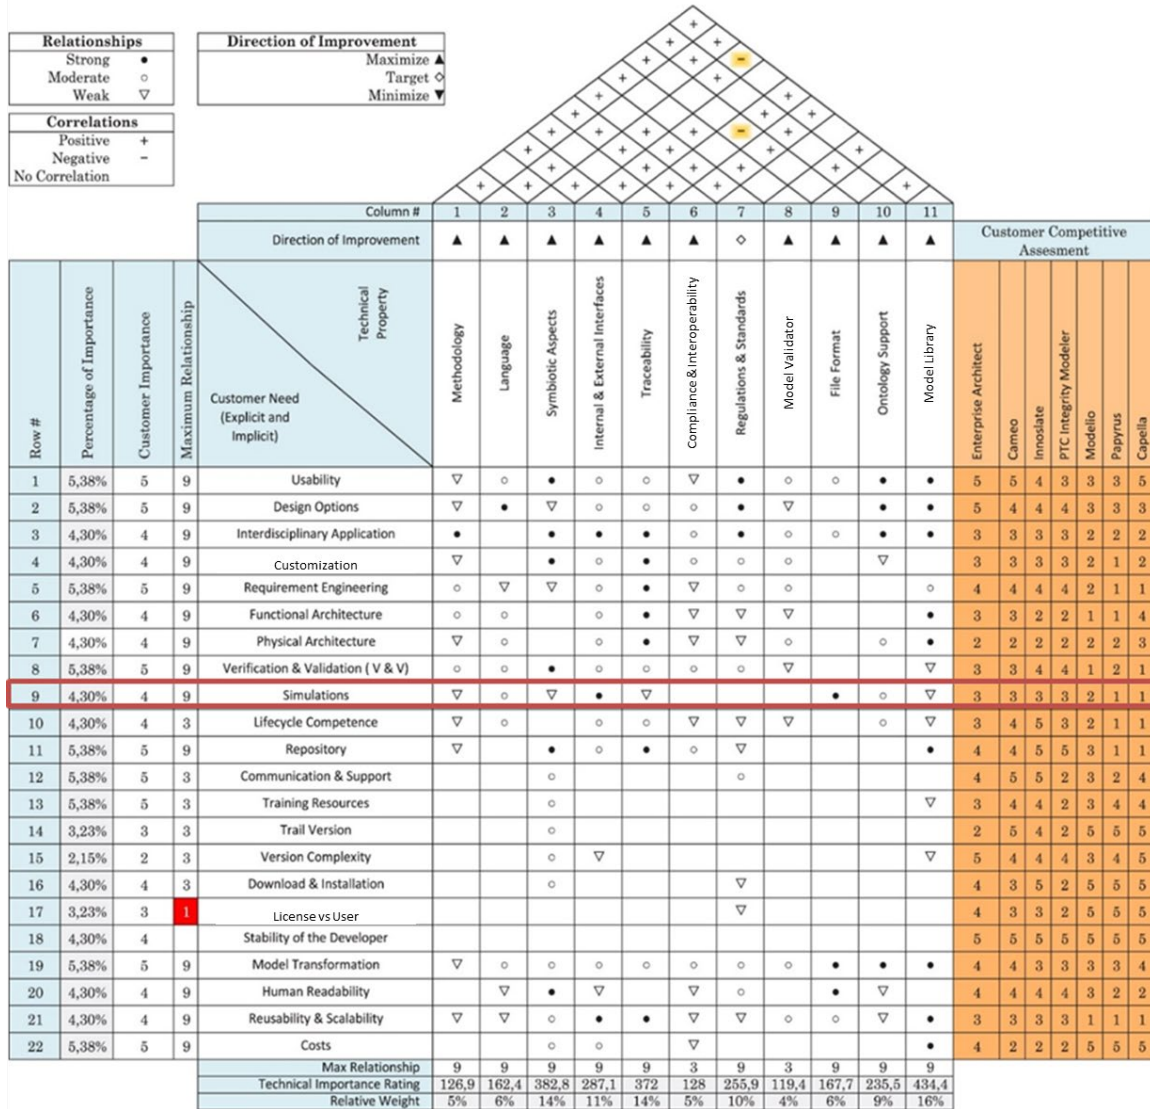 Relationships
Strong ●
Moderate ○
Weak ▽
Direction of Improvement
Maximize ▲
Target ◇
Minimize ▼
Correlations
Positive +
Negative −
No Correlation
Column # 1 2 3 4 5 6 7 8 9 10 11
Direction of Improvement ▲ ▲ ▲ ▲ ▲ ▲ ◇ ▲ ▲ ▲ ▲
Customer Competitive
Assesment
Row #
Percentage of Importance
Customer Importance
Maximum Relationship
Technical
Property
Customer Need
(Explicit and
Implicit)
Methodology
Language
Symbiotic Aspects
Internal & External Interfaces
Traceability
Compliance & Interoperability
Regulations & Standards
Model Validator
File Format
Ontology Support
Model Library
Enterprise Architect
Cameo
Innoslate
PTC Integrity Modeler
Modelio
Papyrus
Capella
1 5,38% 5 9 Usability ▽ ○ ● ○ ○ ▽ ● ○ ○ ● ● 5 5 4 3 3 3 5
2 5,38% 5 9 Design Options ▽ ● ▽ ○ ○ ○ ● ▽ ● ● 5 4 4 4 3 3 3
3 4,30% 4 9 Interdisciplinary Application ● ● ● ● ○ ● ○ ○ ● ● 3 3 3 3 2 2 2
4 4,30% 4 9 Customization ▽ ● ○ ● ○ ○ ○ ▽ 3 3 3 3 2 1 2
5 5,38% 5 9 Requirement Engineering ○ ▽ ▽ ○ ● ▽ ○ ○ ○ 4 4 4 4 2 1 1
6 4,30% 4 9 Functional Architecture ○ ○ ○ ● ▽ ▽ ▽ ● 3 3 2 2 1 1 4
7 4,30% 4 9 Physical Architecture ▽ ○ ○ ● ▽ ▽ ○ ○ ● 2 2 2 2 2 2 3
8 5,38% 5 9 Verification & Validation ( V & V) ○ ○ ● ○ ○ ○ ○ ▽ ▽ 3 3 4 4 1 2 1
9 4,30% 4 9 Simulations ▽ ○ ▽ ● ▽ ● ○ ▽ 3 3 3 3 2 1 1
10 4,30% 4 3 Lifecycle Competence ▽ ○ ○ ○ ▽ ▽ ▽ ○ ▽ 3 4 5 3 2 1 1
11 5,38% 5 9 Repository ▽ ● ○ ● ○ ▽ ● 4 4 5 5 3 1 1
12 5,38% 5 3 Communication & Support ○ ○ 4 5 5 2 3 2 4
13 5,38% 5 3 Training Resources ○ ▽ 3 4 4 2 3 4 4
14 3,23% 3 3 Trail Version ○ 2 5 4 2 5 5 5
15 2,15% 2 3 Version Complexity ○ ▽ ▽ 5 4 4 4 3 4 5
16 4,30% 4 3 Download & Installation ○ ▽ 4 3 5 2 5 5 5
17 3,23% 3 1 License vs User ▽ 4 3 3 2 5 5 5
18 4,30% 4 Stability of the Developer 5 5 5 5 5 5 5
19 5,38% 5 9 Model Transformation ▽ ○ ○ ○ ○ ○ ○ ○ ● ● ● 4 4 3 3 3 3 4
20 4,30% 4 9 Human Readability ▽ ● ▽ ▽ ○ ● ▽ 4 4 4 4 3 2 2
21 4,30% 4 9 Reusability & Scalability ▽ ▽ ○ ● ● ▽ ▽ ○ ○ ▽ ● 3 3 3 3 1 1 1
22 5,38% 5 9 Costs ○ ○ ▽ ● 4 2 2 2 5 5 5
Max Relationship 9 9 9 9 9 3 9 3 9 9 9
Technical Importance Rating 126,9 162,4 382,8 287,1 372 128 255,9 119,4 167,7 235,5 434,4
Relative Weight 5% 6% 14% 11% 14% 5% 10% 4% 6% 9% 16%